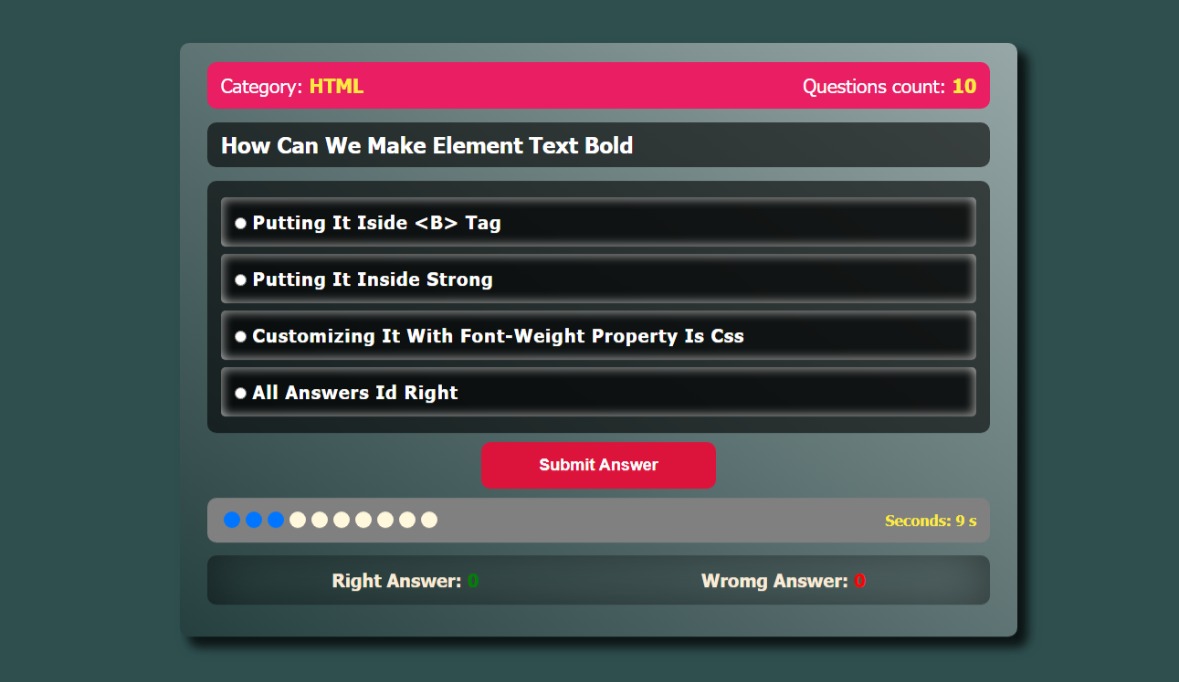 Category: HTML Questions count: 10
How Can We Make Element Text Bold
Putting It Iside <B> Tag
Putting It Inside Strong
Customizing It With Font-Weight Property Is Css
All Answers Id Right
Submit Answer
Seconds: 9 s
Right Answer: 0 Wromg Answer: 0